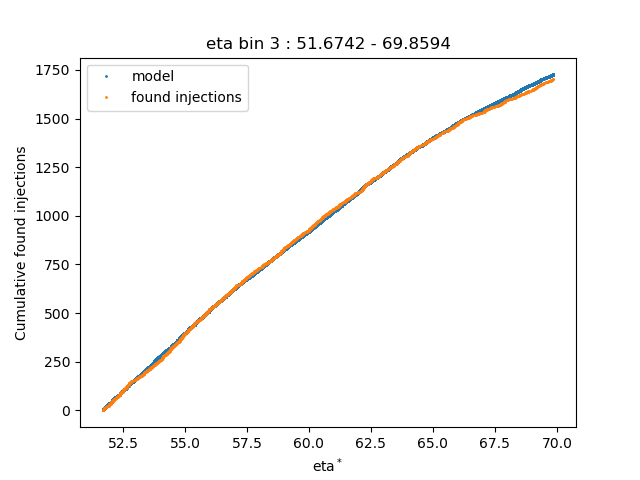 eta bin 3 : 51.6742 - 69.8594
model
found injections
Cumulative found injections
1750
1500
1250
1000
750
500
250
0
52.5 55.0 57.5 60.0 62.5 65.0 67.5 70.0
eta*